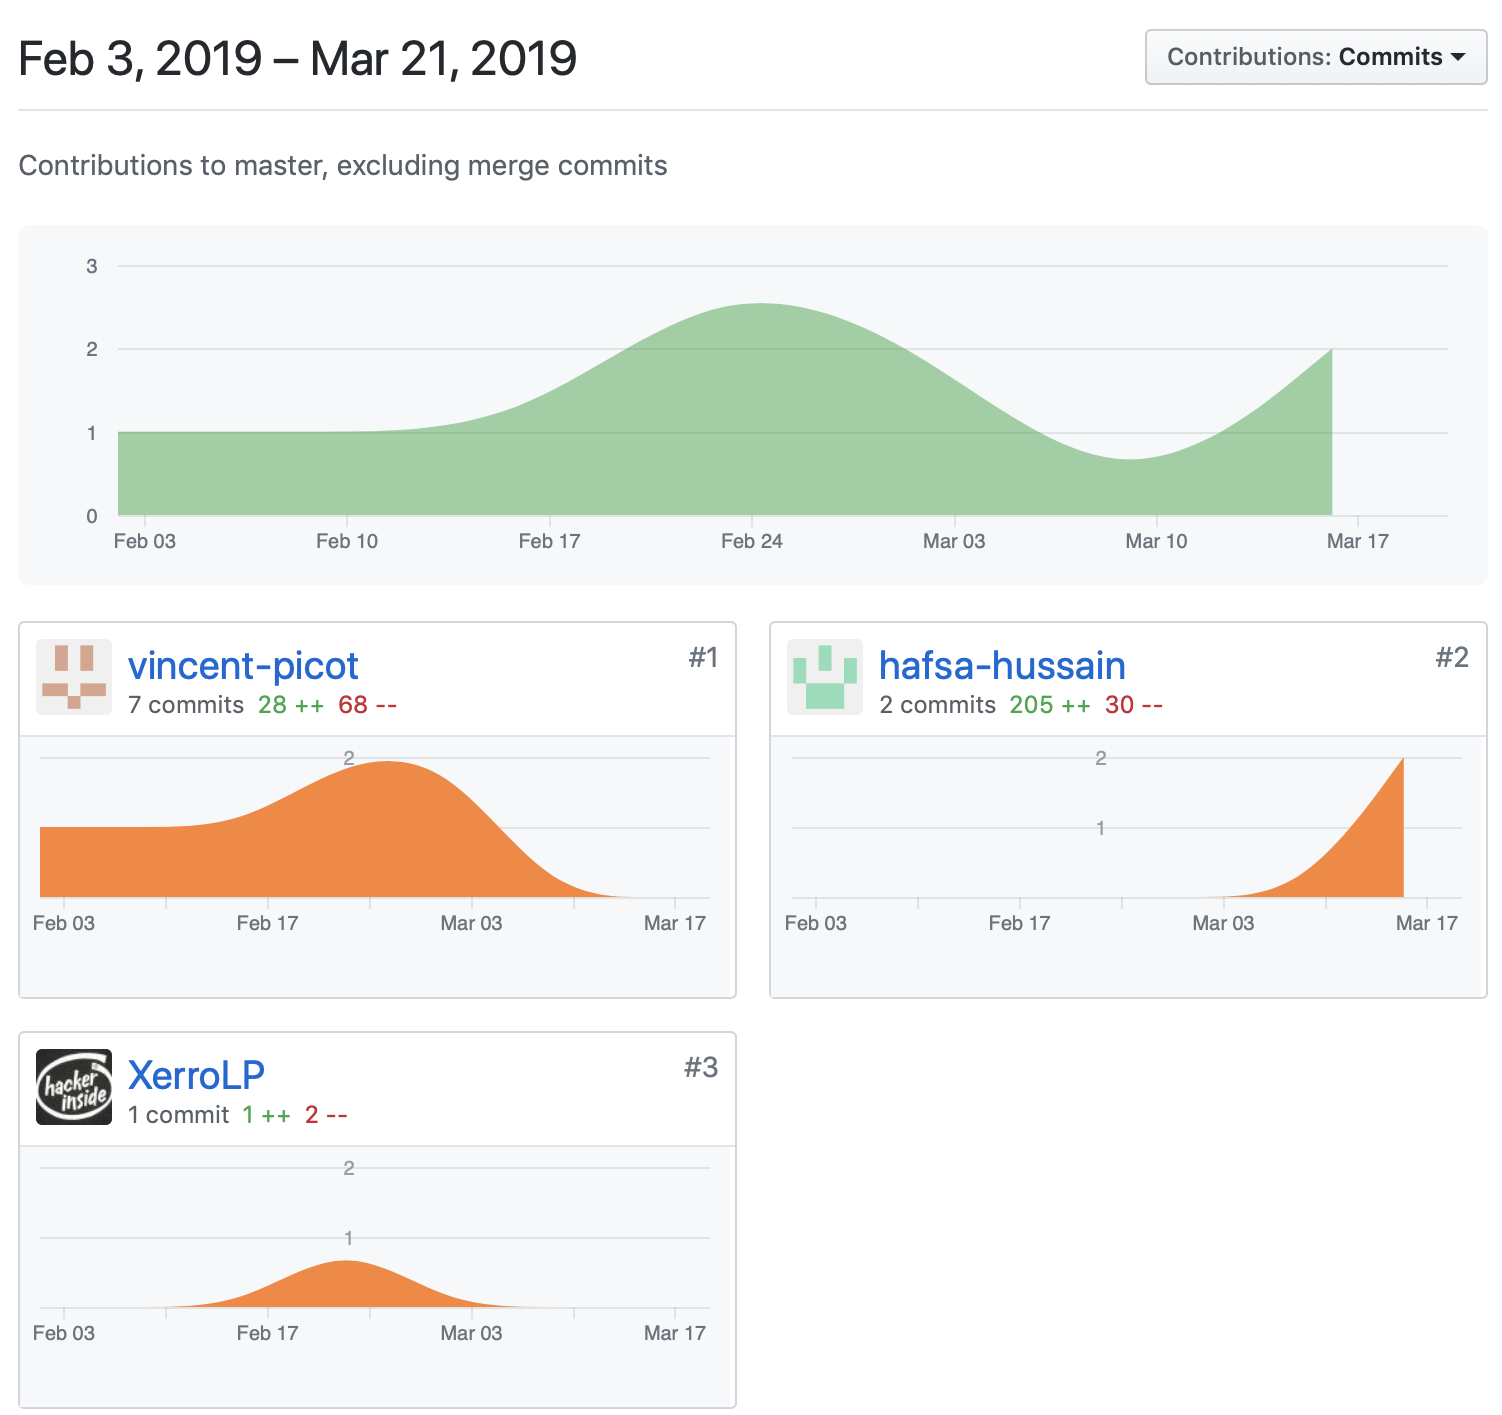 Feb 3, 2019 – Mar 21, 2019
Contributions: Commits
Contributions to master, excluding merge commits
3
2
1
0
Feb 03 Feb 10 Feb 17 Feb 24 Mar 03 Mar 10 Mar 17
vincent-picot #1
7 commits 28 ++ 68 --
2
Feb 03 Feb 17 Mar 03 Mar 17
hafsa-hussain #2
2 commits 205 ++ 30 --
2
1
Feb 03 Feb 17 Mar 03 Mar 17
hacker
inside
XerroLP #3
1 commit 1 ++ 2 --
2
1
Feb 03 Feb 17 Mar 03 Mar 17